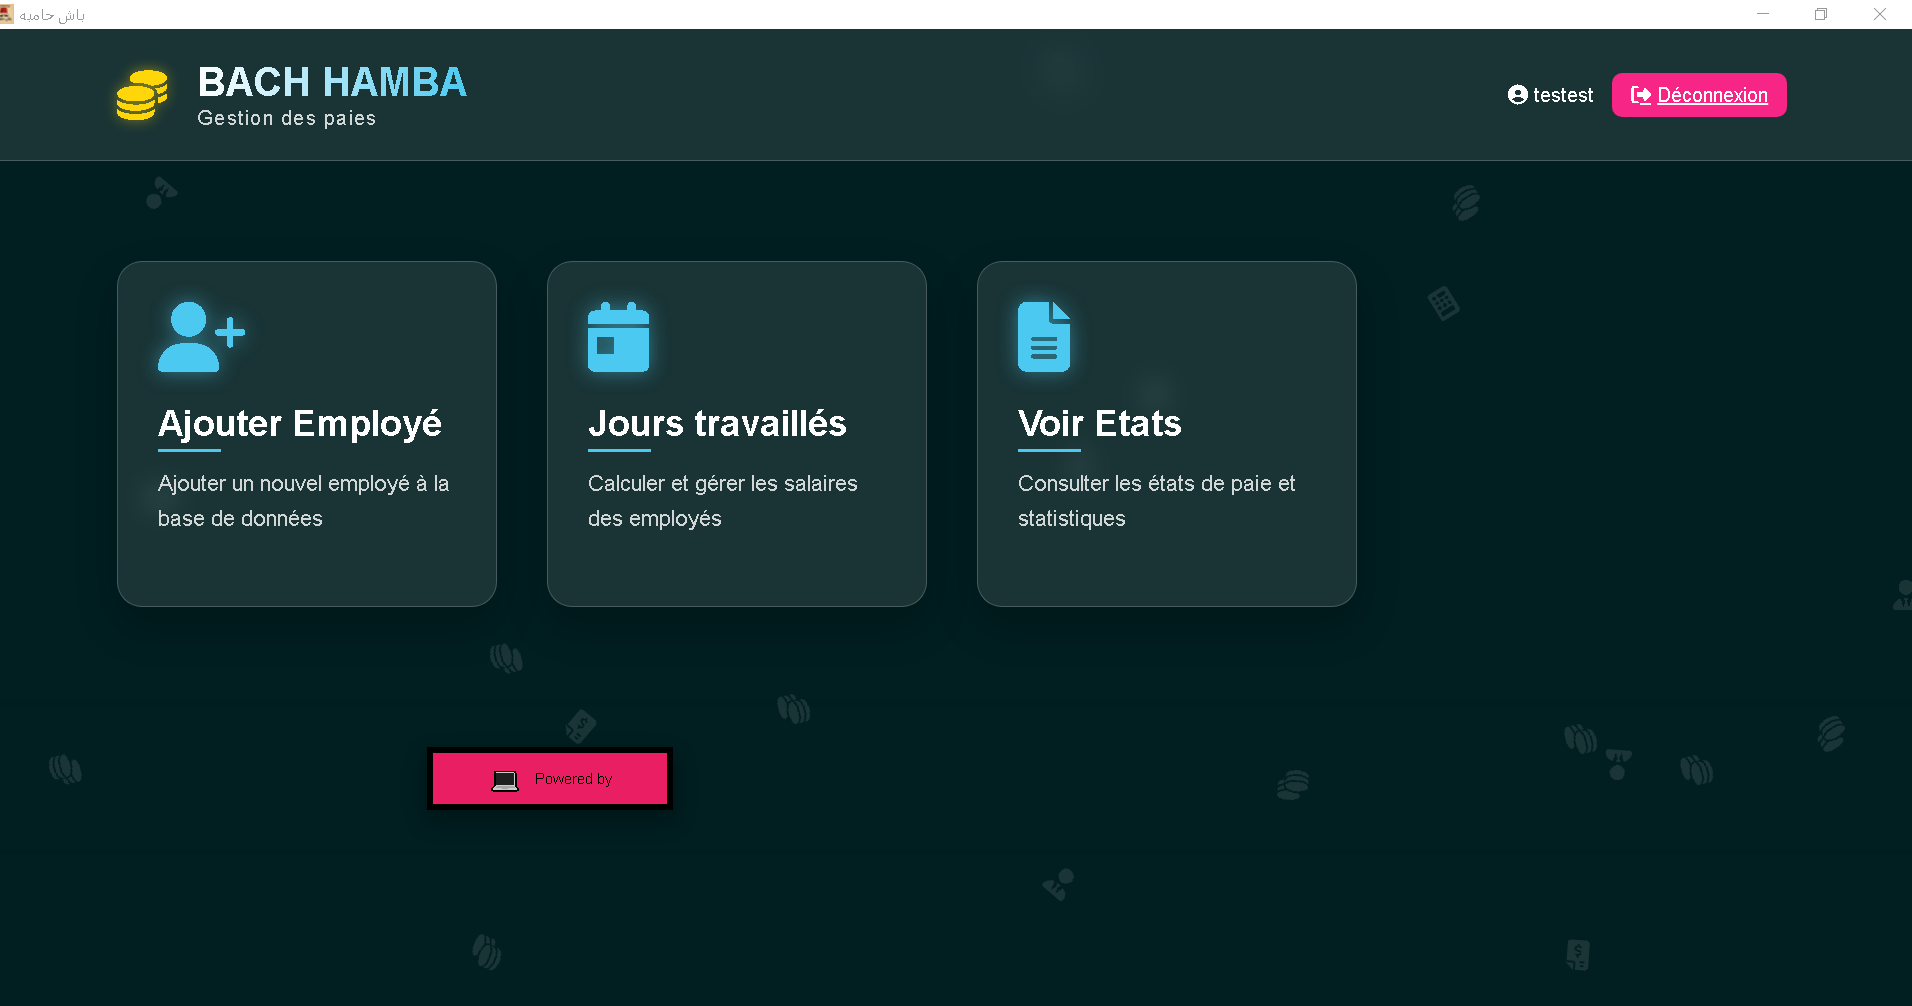 باش حامبه
BACH HAMBA
Gestion des paies
testest
Déconnexion
Ajouter Employé
Ajouter un nouvel employé à la
base de données
Jours travaillés
Calculer et gérer les salaires
des employés
Voir Etats
Consulter les états de paie et
statistiques
Powered by